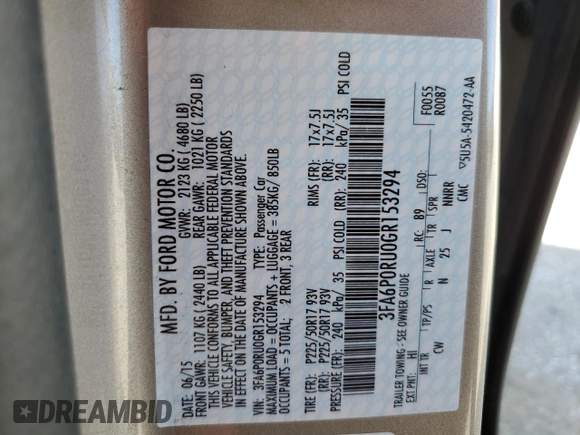 MFD. BY FORD MOTOR CO.
DATE: 06/15 GVWR: 2123 KG ( 4680 LB)
FRONT GAWR: 1107 KG ( 2440 LB) REAR GAWR: 1021 KG ( 2250 LB)
THIS VEHICLE CONFORMS TO ALL APPLICABLE FEDERAL MOTOR
VEHICLE SAFETY, BUMPER, AND THEFT PREVENTION STANDARDS
IN EFFECT ON THE DATE OF MANUFACTURE SHOWN ABOVE.
VIN: 3FA6P0RU0GR153294 TYPE: Passenger Car
MAXIMUM LOAD = OCCUPANTS + LUGGAGE = 385KG/ 850LB
OCCUPANTS = 5 TOTAL; 2 FRONT, 3 REAR
TIRE (FR): P225/50R17 93V RIMS (FR): 17x7.5J
TIRE (RR): P225/50R17 93V RIMS (RR): 17x7.5J
PRESSURE (FR): 240 kPa/ 35 PSI COLD (RR): 240 kPa/ 35 PSI COLD
3FA6P0RU0GR153294
TRAILER TOWING - SEE OWNER GUIDE F0055
EXT PNT: HI RC: B9 DSO: R0087
INT TR TP/PS R AXLE TR SPR
CW N 25 J NNRR
CMC ▽5U5A-5420472-AA
DREAMBID